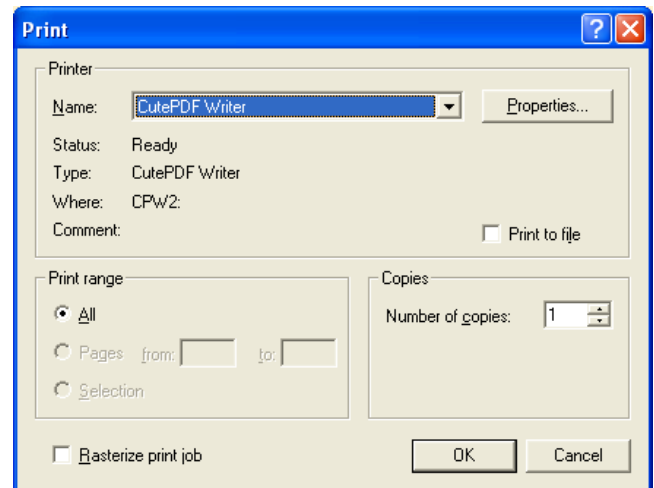 Print
Printer
Name: CutePDF Writer Properties...
Status: Ready
Type: CutePDF Writer
Where: CPW2:
Comment:
Print to file
Print range
All
Pages from: to:
Selection
Copies
Number of copies: 1
Rasterize print job
OK Cancel